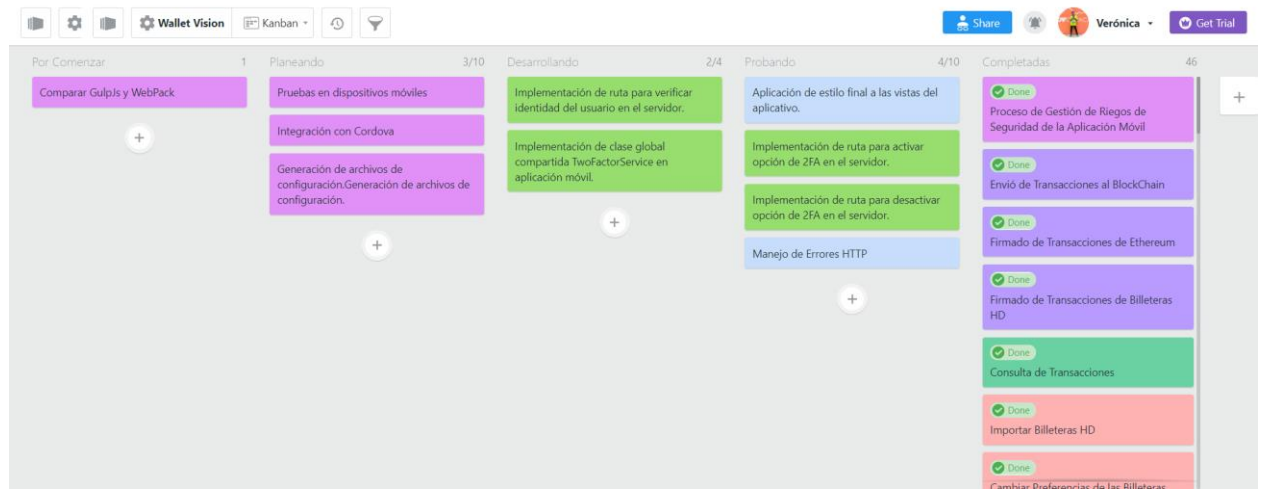 Wallet Vision
Kanban
Share
Verónica
Get Trial
Por Comenzar 1
Comparar GulpJs y WebPack
Planeando 3/10
Pruebas en dispositivos móviles
Integración con Cordova
Generación de archivos de
configuración.Generación de archivos de
configuración.
Desarrollando 2/4
Implementación de ruta para verificar
identidad del usuario en el servidor.
Implementación de clase global
compartida TwoFactorService en
aplicación móvil.
Probando 4/10
Aplicación de estilo final a las vistas del
aplicativo.
Implementación de ruta para activar
opción de 2FA en el servidor.
Implementación de ruta para desactivar
opción de 2FA en el servidor.
Manejo de Errores HTTP
Completadas 46
Done
Proceso de Gestión de Riegos de
Seguridad de la Aplicación Móvil
Done
Envió de Transacciones al BlockChain
Done
Firmado de Transacciones de Ethereum
Done
Firmado de Transacciones de Billeteras
HD
Done
Consulta de Transacciones
Done
Importar Billeteras HD
Done
Cambiar Preferencias de las Billeteras